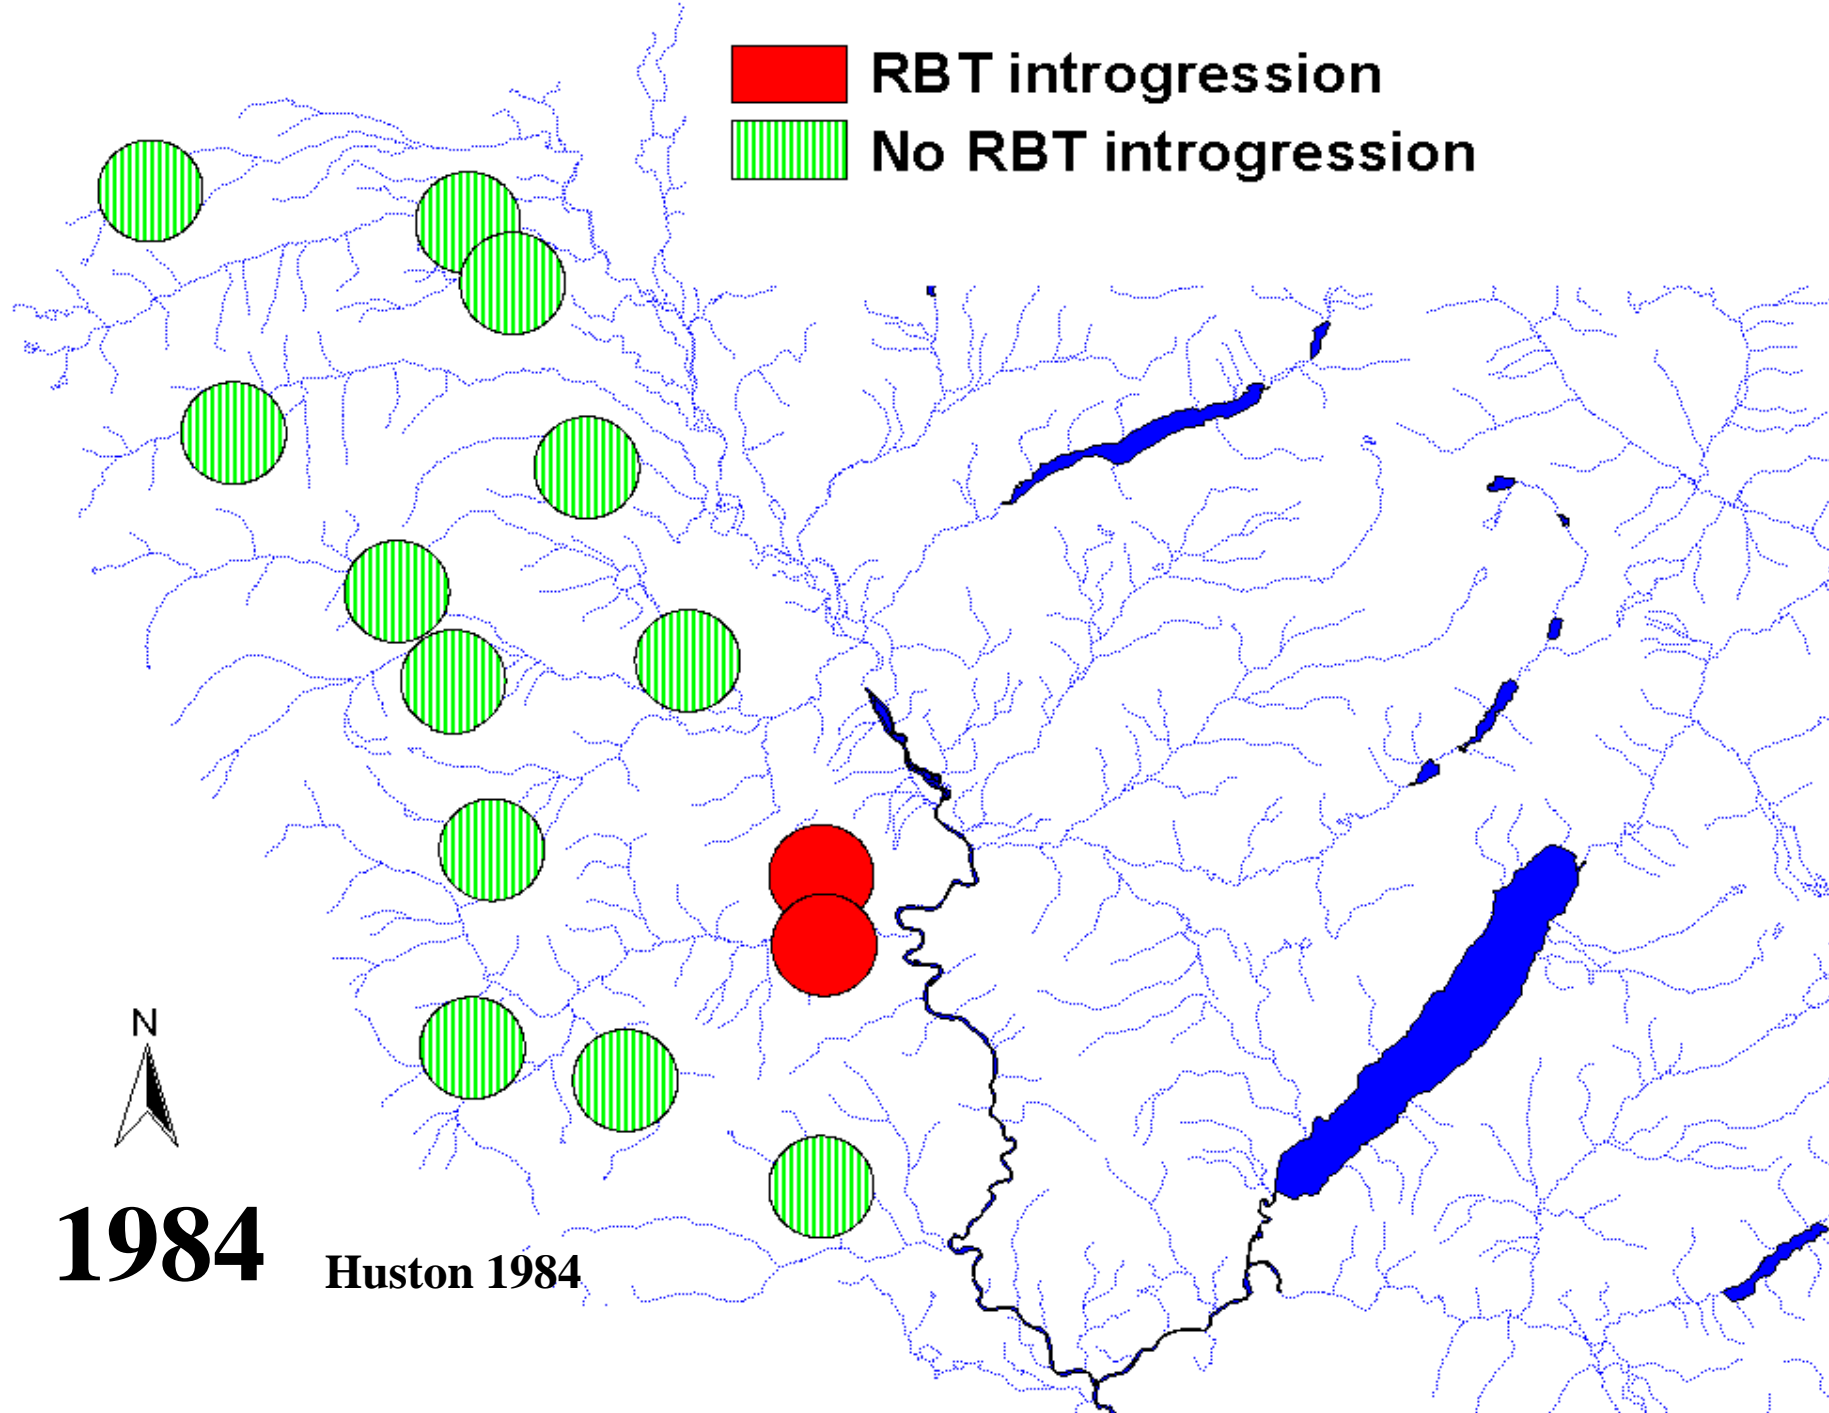 RBT introgression
No RBT introgression
N
1984
Huston 1984